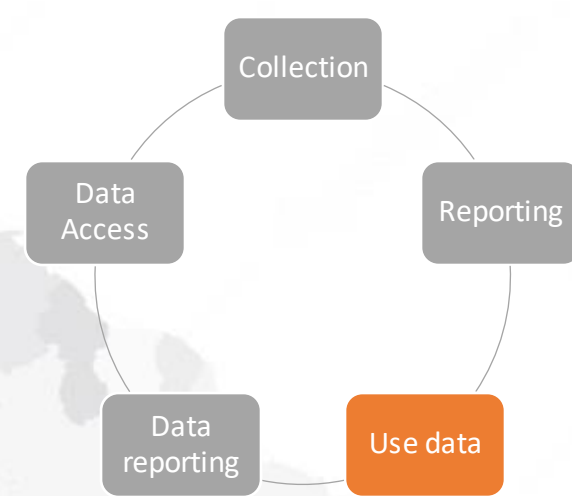 Collection
Data
Access
Reporting
Data
reporting
Use data